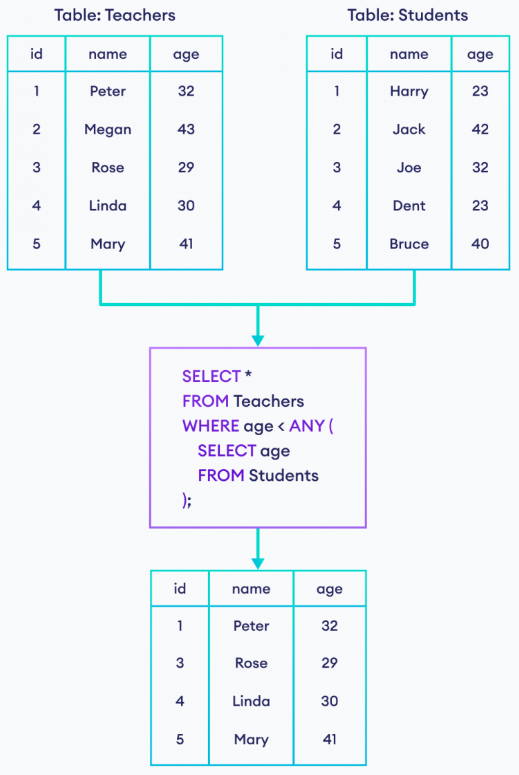 Table: Teachers
id name age
1 Peter 32
2 Megan 43
3 Rose 29
4 Linda 30
5 Mary 41
Table: Students
id name age
1 Harry 23
2 Jack 42
3 Joe 32
4 Dent 23
5 Bruce 40
SELECT *
FROM Teachers
WHERE age < ANY (
SELECT age
FROM Students
);
id name age
1 Peter 32
3 Rose 29
4 Linda 30
5 Mary 41